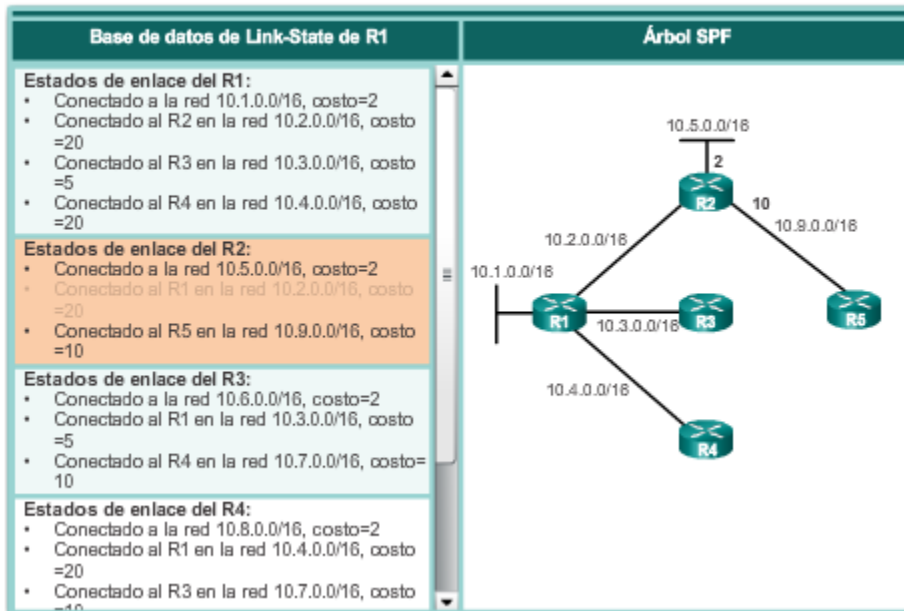 Base de datos de Link-State de R1
Estados de enlace del R1:
• Conectado a la red 10.1.0.0/16, costo=2
• Conectado al R2 en la red 10.2.0.0/16, costo
=20
• Conectado al R3 en la red 10.3.0.0/16, costo
=5
• Conectado al R4 en la red 10.4.0.0/16, costo
=20
Estados de enlace del R2:
• Conectado a la red 10.5.0.0/16, costo=2
• Conectado al R1 en la red 10.2.0.0/16, costo
=20
• Conectado al R5 en la red 10.9.0.0/16, costo
=10
Estados de enlace del R3:
• Conectado a la red 10.6.0.0/16, costo=2
• Conectado al R1 en la red 10.3.0.0/16, costo
=5
• Conectado al R4 en la red 10.7.0.0/16, costo=
10
Estados de enlace del R4:
• Conectado a la red 10.8.0.0/16, costo=2
• Conectado al R1 en la red 10.4.0.0/16, costo
=20
• Conectado al R3 en la red 10.7.0.0/16, costo
=10
Árbol SPF
10.5.0.0/16
2
R2
10
10.2.0.0/16
10.9.0.0/16
10.1.0.0/16
R1
10.3.0.0/16
R3
R5
10.4.0.0/16
R4